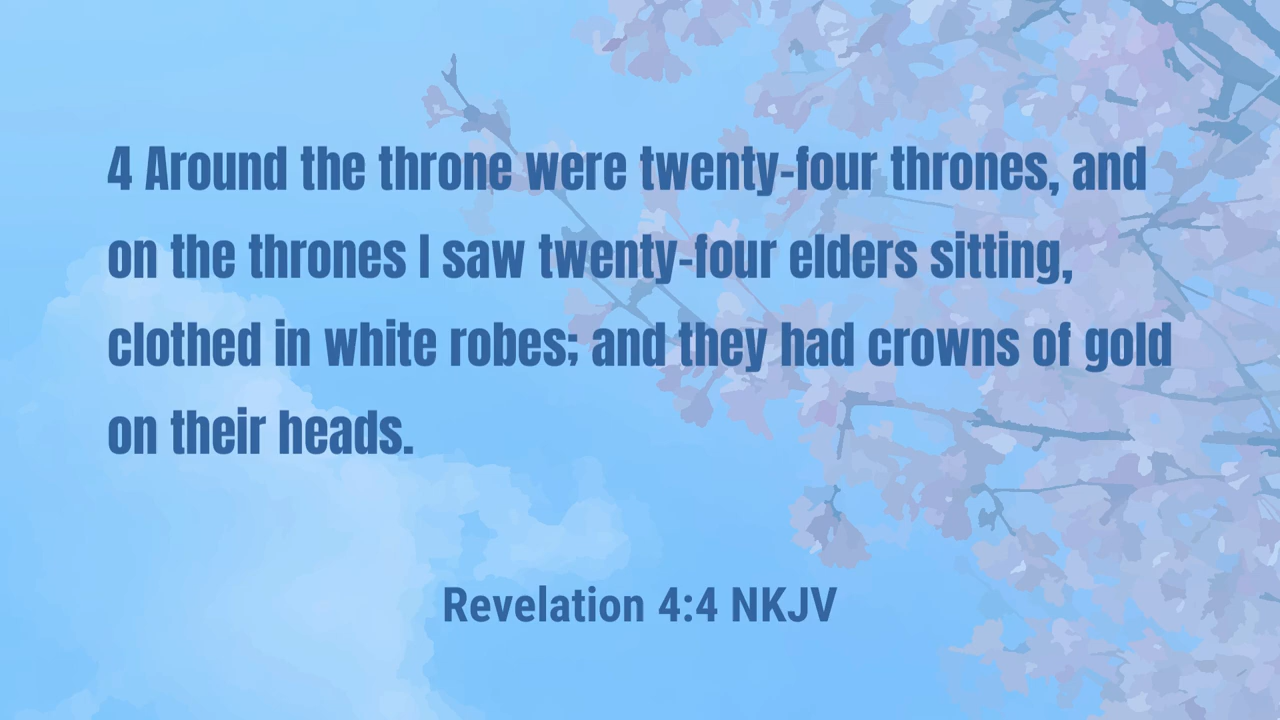 4 Around the throne were twenty-four thrones, and
on the thrones I saw twenty-four elders sitting,
clothed in white robes; and they had crowns of gold
on their heads.
Revelation 4:4 NKJV